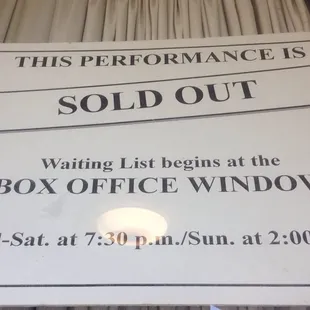 THIS PERFORMANCE IS
SOLD OUT
Waiting List begins at the
BOX OFFICE WINDOW
-Sat. at 7:30 p.m./Sun. at 2:00